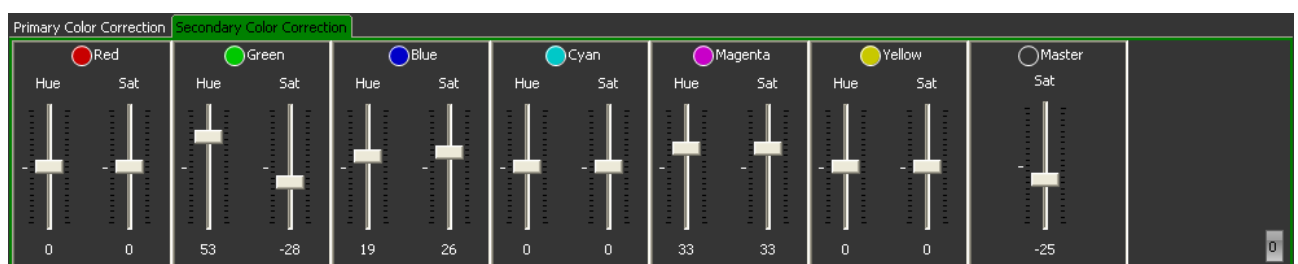 Primary Color Correction Secondary Color Correction
Red Green Blue Cyan Magenta Yellow Master
Hue Sat Hue Sat Hue Sat Hue Sat Hue Sat Hue Sat Sat
0 0 53 -28 19 26 0 0 33 33 0 0 -25 0